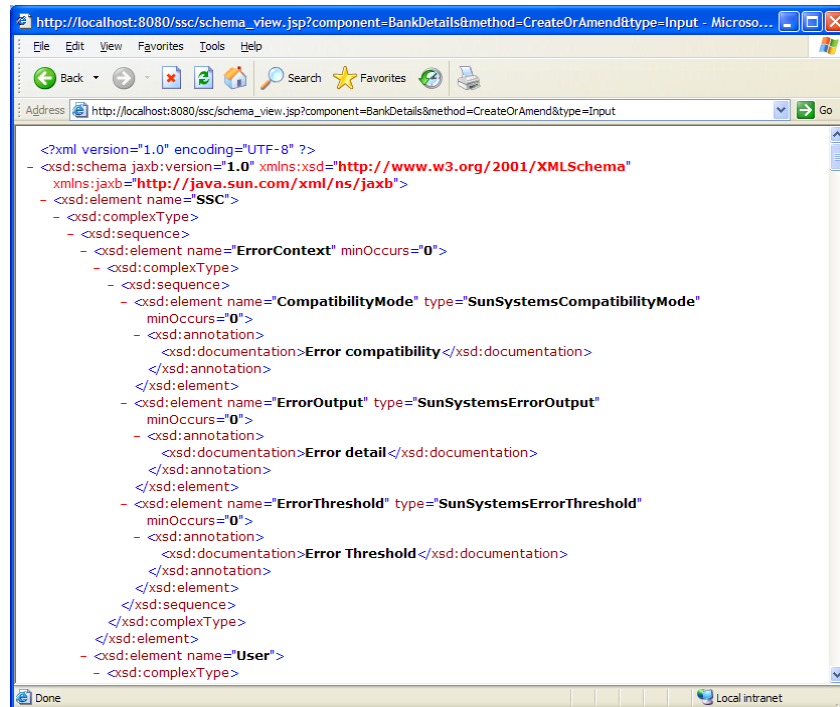 http://localhost:8080/ssc/schema_view.jsp?component=BankDetails&method=CreateOrAmend&type=Input - Microso...
File Edit View Favorites Tools Help
Back Search Favorites
Address http://localhost:8080/ssc/schema_view.jsp?component=BankDetails&method=CreateOrAmend&type=Input Go
<?xml version="1.0" encoding="UTF-8" ?>
- <xsd:schema jaxb:version="1.0" xmlns:xsd="http://www.w3.org/2001/XMLSchema"
xmlns:jaxb="http://java.sun.com/xml/ns/jaxb">
- <xsd:element name="SSC">
- <xsd:complexType>
- <xsd:sequence>
- <xsd:element name="ErrorContext" minOccurs="0">
- <xsd:complexType>
- <xsd:sequence>
- <xsd:element name="CompatibilityMode" type="SunSystemsCompatibilityMode"
minOccurs="0">
- <xsd:annotation>
<xsd:documentation>Error compatibility</xsd:documentation>
</xsd:annotation>
</xsd:element>
- <xsd:element name="ErrorOutput" type="SunSystemsErrorOutput"
minOccurs="0">
- <xsd:annotation>
<xsd:documentation>Error detail</xsd:documentation>
</xsd:annotation>
</xsd:element>
- <xsd:element name="ErrorThreshold" type="SunSystemsErrorThreshold"
minOccurs="0">
- <xsd:annotation>
<xsd:documentation>Error Threshold</xsd:documentation>
</xsd:annotation>
</xsd:element>
</xsd:sequence>
</xsd:complexType>
</xsd:element>
- <xsd:element name="User">
- <xsd:complexType>
Done Local intranet